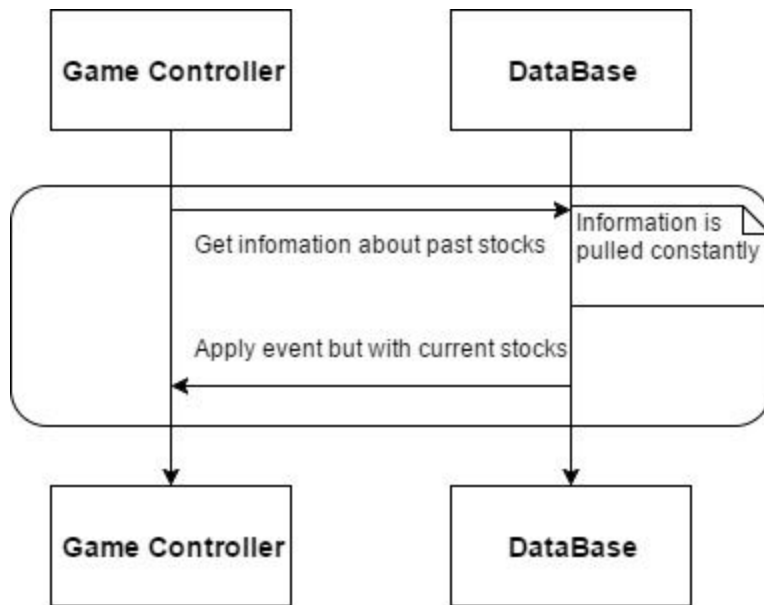 Game Controller
DataBase
Information is
pulled constantly
Get infomation about past stocks
Apply event but with current stocks
Game Controller
DataBase